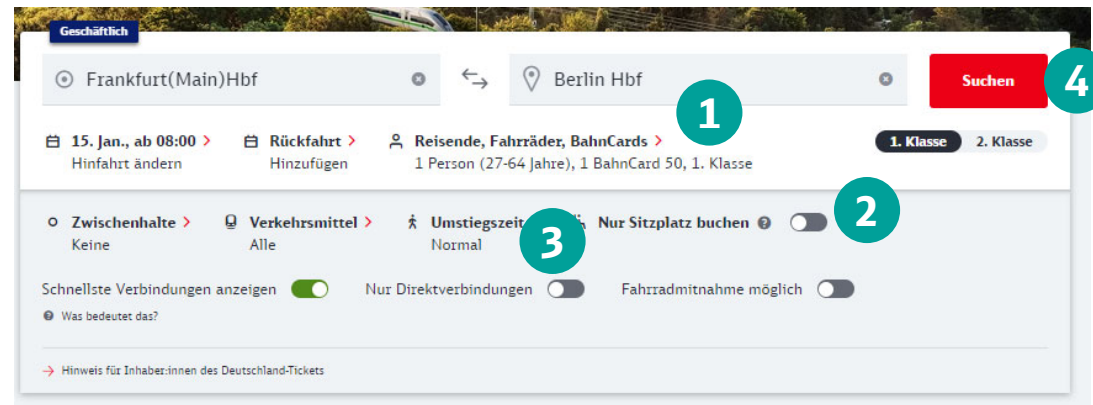 Geschäftlich
Frankfurt(Main)Hbf
Berlin Hbf
Suchen
4
1
15. Jan., ab 08:00
Rückfahrt
Reisende, Fahrräder, BahnCards
1. Klasse
2. Klasse
Hinfahrt ändern
Hinzufügen
1 Person (27-64 Jahre), 1 BahnCard 50, 1. Klasse
Zwischenhalte
Verkehrsmittel
Umstiegszeit
Nur Sitzplatz buchen
2
Keine
Alle
Normal
3
Schnellste Verbindungen anzeigen
Nur Direktverbindungen
Fahrradmitnahme möglich
Was bedeutet das?
Hinweis für Inhaber:innen des Deutschland-Tickets